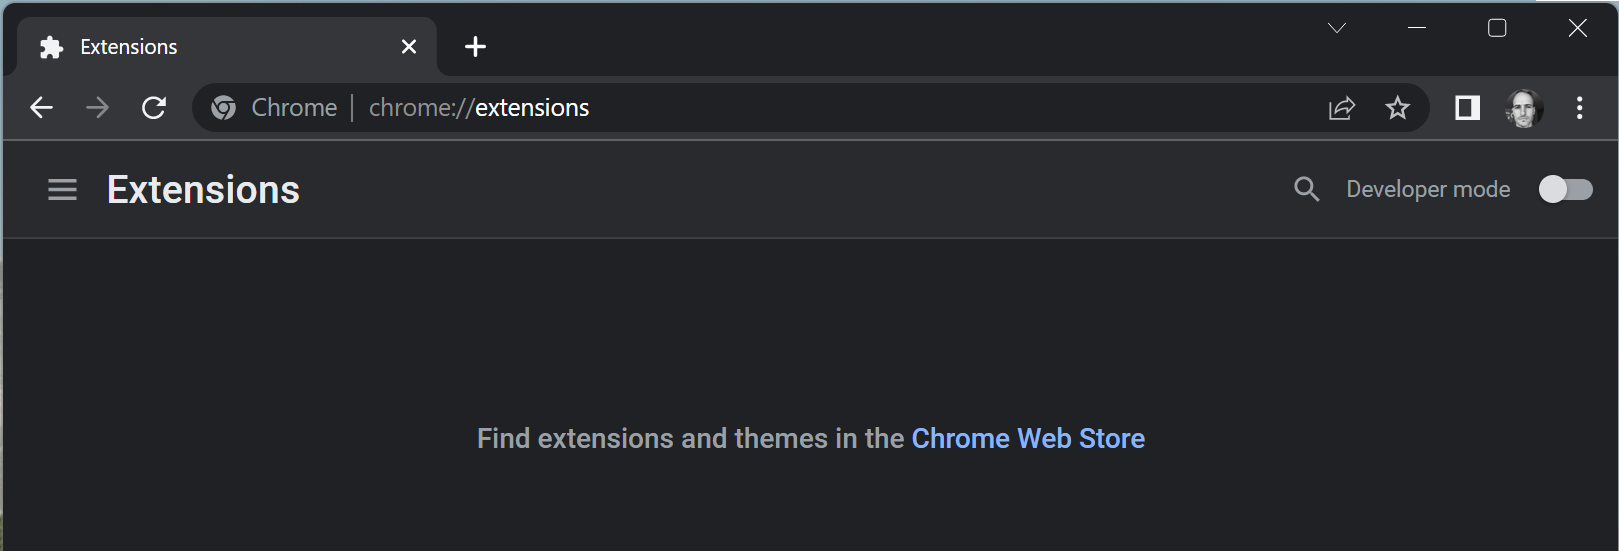 Extensions
Chrome chrome://extensions
Extensions
Developer mode
Find extensions and themes in the Chrome Web Store